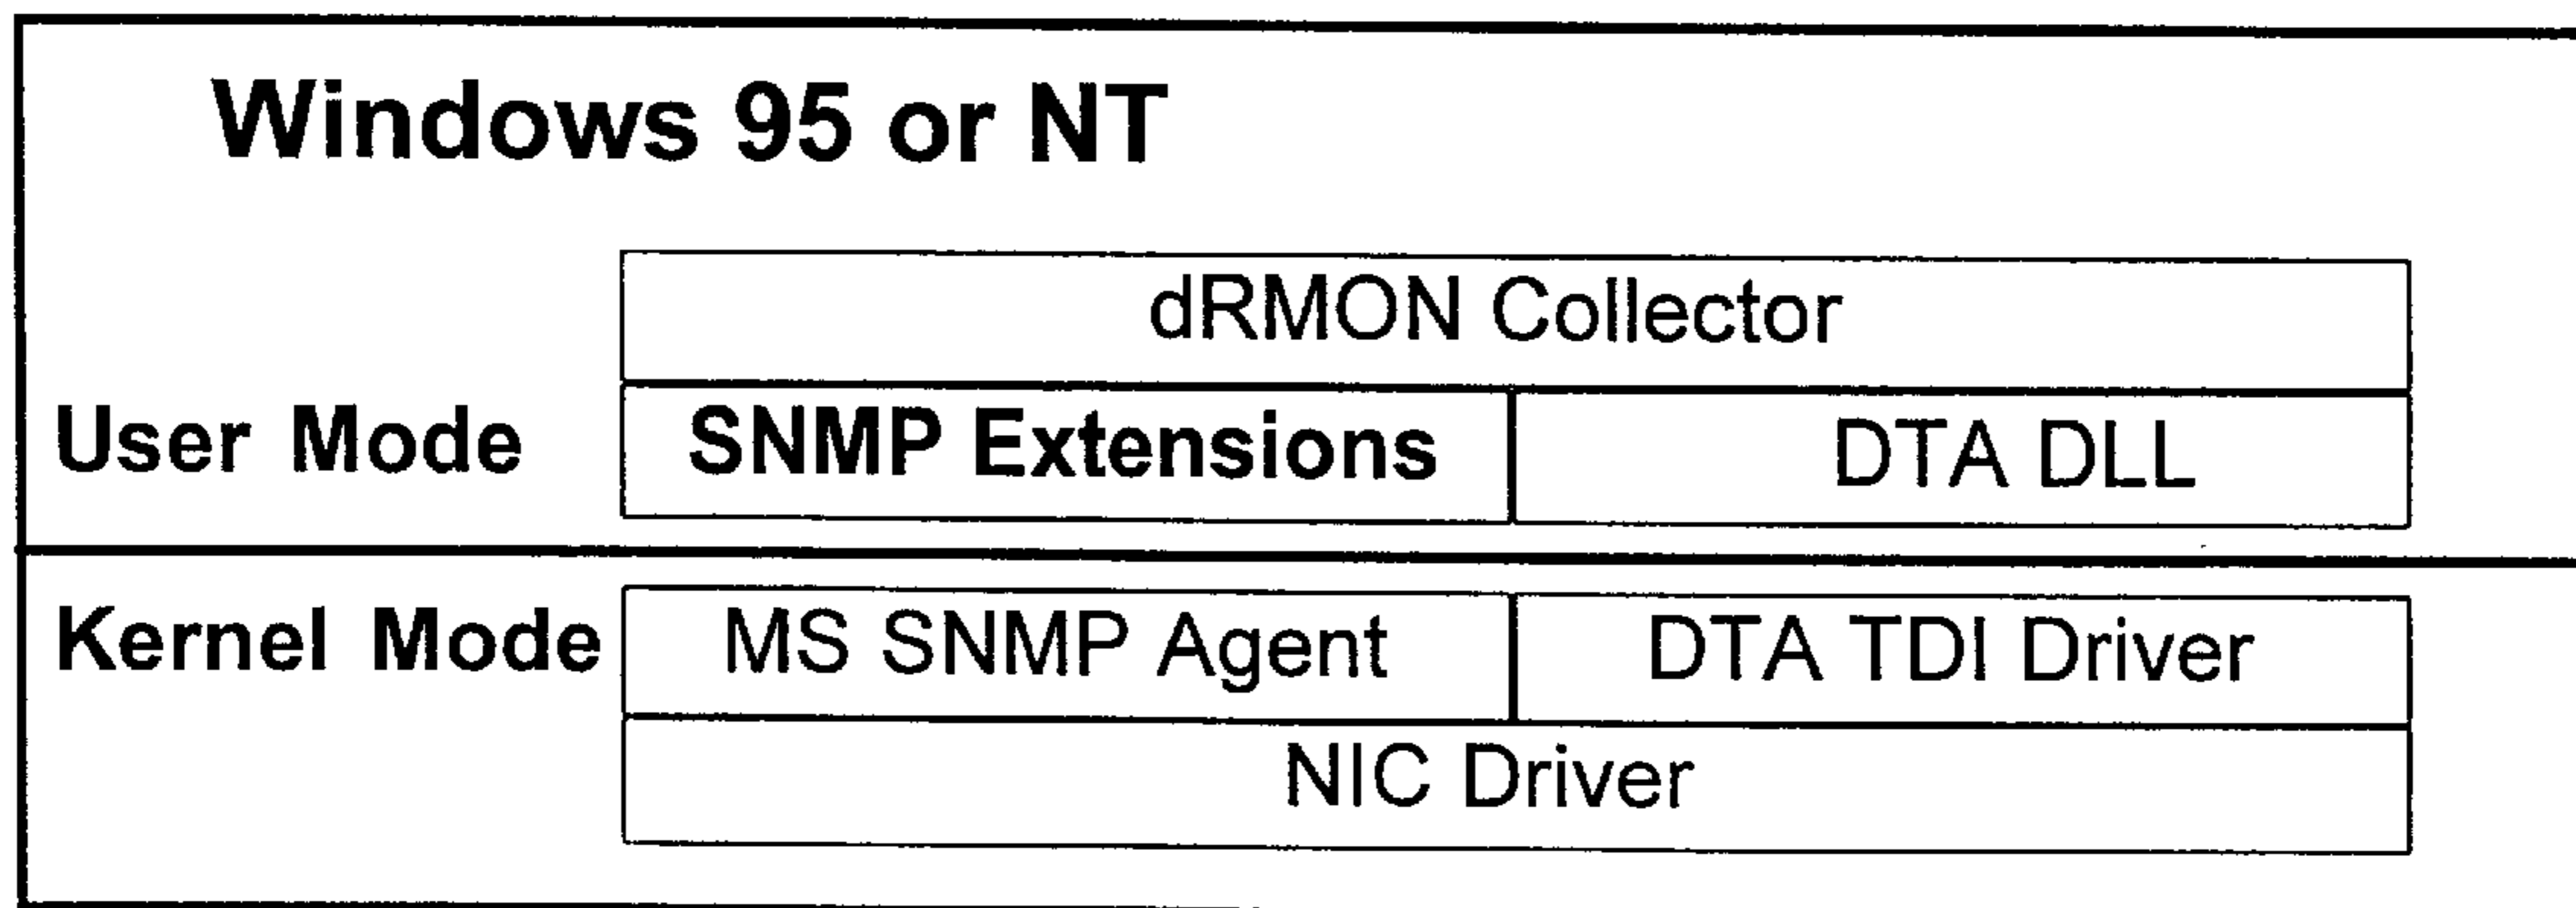 Windows 95 or NT
dRMON Collector
User Mode SNMP Extensions DTA DLL
Kernel Mode MS SNMP Agent DTA TDI Driver
NIC Driver